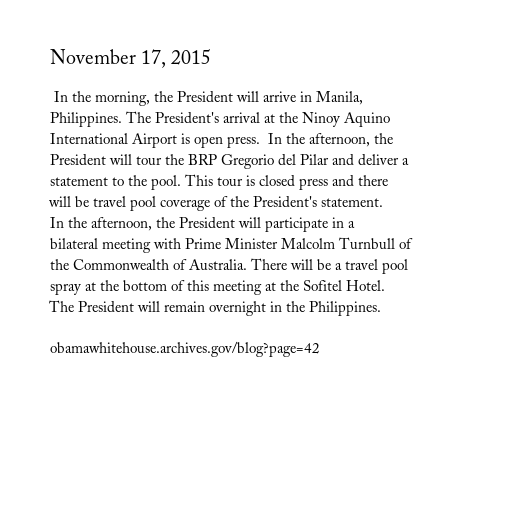 November 17, 2015
In the morning, the President will arrive in Manila,
Philippines. The President's arrival at the Ninoy Aquino
International Airport is open press.  In the afternoon, the
President will tour the BRP Gregorio del Pilar and deliver a
statement to the pool. This tour is closed press and there
will be travel pool coverage of the President's statement.
In the afternoon, the President will participate in a
bilateral meeting with Prime Minister Malcolm Turnbull of
the Commonwealth of Australia. There will be a travel pool
spray at the bottom of this meeting at the Sofitel Hotel.
The President will remain overnight in the Philippines.
obamawhitehouse.archives.gov/blog?page=42